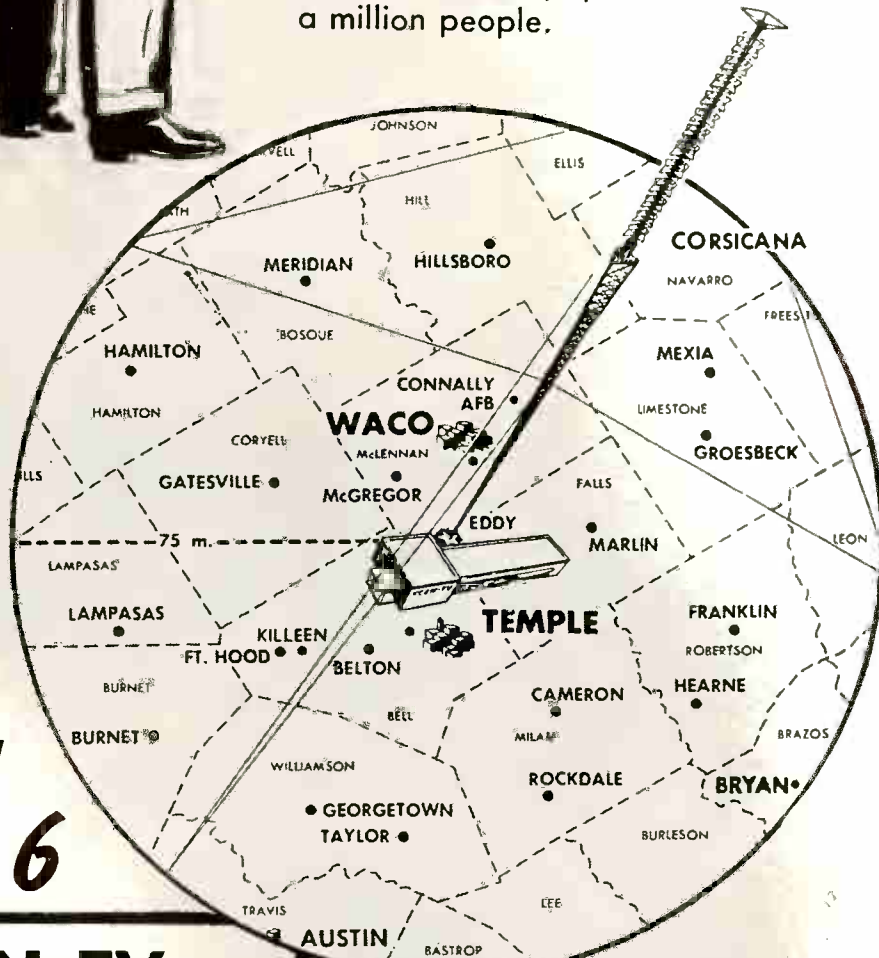 a million people.
JOHNSON
ELLIS
HILL
CORSICANA
MERIDIAN
HILLSBORO
NAVARRO
BOSQUE
HAMILTON
MEXIA
CONNALLY
AFB
HAMILTON
LIMESTONE
WACO
CORYELL
McLENNAN
GROESBECK
GATESVILLE
McGREGOR
FALLS
EDDY
75 m.
MARLIN
LEON
LAMPASAS
LAMPASAS
TEMPLE
FRANKLIN
KILLEEN
FT. HOOD
BELTON
ROBERTSON
BURNET
BELL
CAMERON
HEARNE
BURNET
MILAM
BRAZOS
WILLIAMSON
ROCKDALE
BRYAN
GEORGETOWN
TAYLOR
BURLESON
6
TRAVIS
LEE
AUSTIN
BASTROP